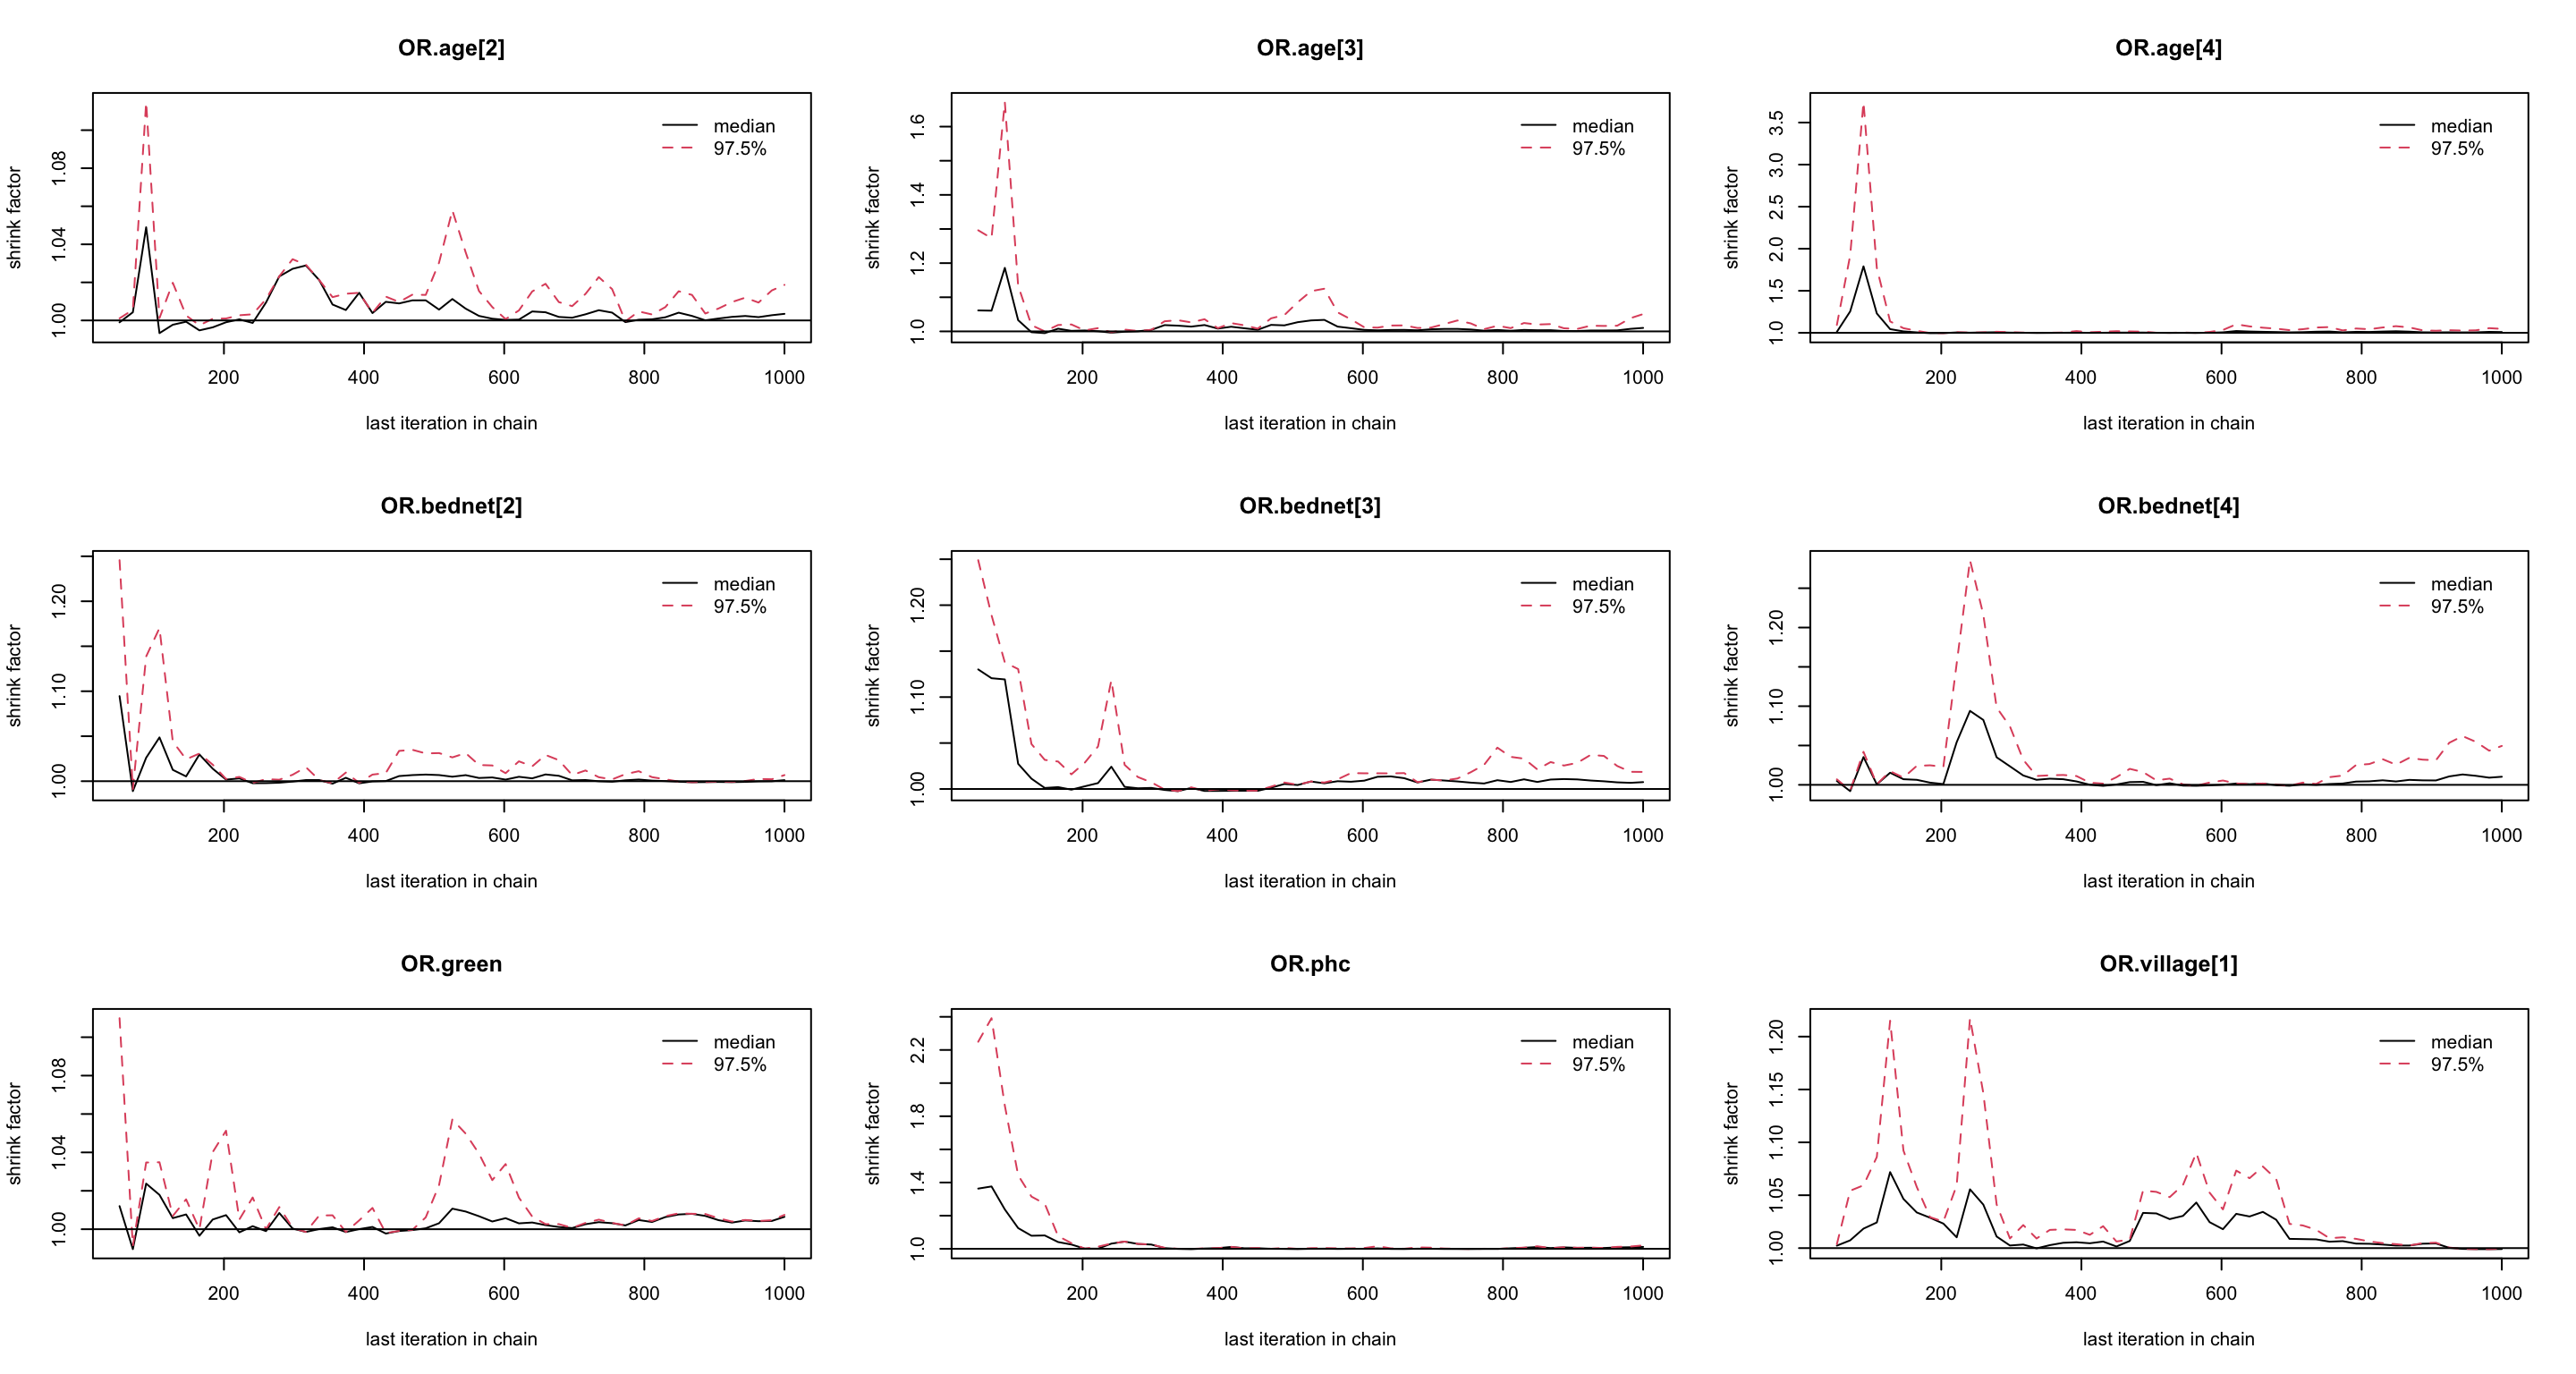 OR.age[2]
shrink factor
1.00 1.04 1.08
median
97.5%
200 400 600 800 1000
last iteration in chain
OR.age[3]
shrink factor
1.0 1.2 1.4 1.6
median
97.5%
200 400 600 800 1000
last iteration in chain
OR.age[4]
shrink factor
1.0 1.5 2.0 2.5 3.0 3.5
median
97.5%
200 400 600 800 1000
last iteration in chain
OR.bednet[2]
shrink factor
1.00 1.10 1.20
median
97.5%
200 400 600 800 1000
last iteration in chain
OR.bednet[3]
shrink factor
1.00 1.10 1.20
median
97.5%
200 400 600 800 1000
last iteration in chain
OR.bednet[4]
shrink factor
1.00 1.10 1.20
median
97.5%
200 400 600 800 1000
last iteration in chain
OR.green
shrink factor
1.00 1.04 1.08
median
97.5%
200 400 600 800 1000
last iteration in chain
OR.phc
shrink factor
1.0 1.4 1.8 2.2
median
97.5%
200 400 600 800 1000
last iteration in chain
OR.village[1]
shrink factor
1.00 1.05 1.10 1.15 1.20
median
97.5%
200 400 600 800 1000
last iteration in chain